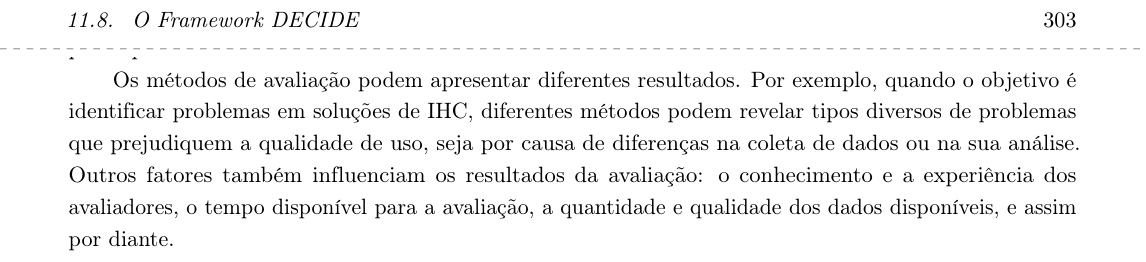 11.8. O Framework DECIDE 303
Os métodos de avaliação podem apresentar diferentes resultados. Por exemplo, quando o objetivo é
identificar problemas em soluções de IHC, diferentes métodos podem revelar tipos diversos de problemas
que prejudiquem a qualidade de uso, seja por causa de diferenças na coleta de dados ou na sua análise.
Outros fatores também influenciam os resultados da avaliação: o conhecimento e a experiência dos
avaliadores, o tempo disponível para a avaliação, a quantidade e qualidade dos dados disponíveis, e assim
por diante.